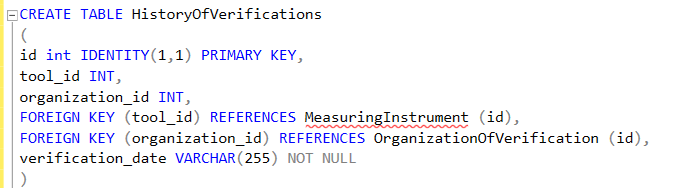 CREATE TABLE HistoryOfVerifications
(
id int IDENTITY(1,1) PRIMARY KEY,
tool_id INT,
organization_id INT,
FOREIGN KEY (tool_id) REFERENCES MeasuringInstrument (id),
FOREIGN KEY (organization_id) REFERENCES OrganizationOfVerification (id),
verification_date VARCHAR(255) NOT NULL
)